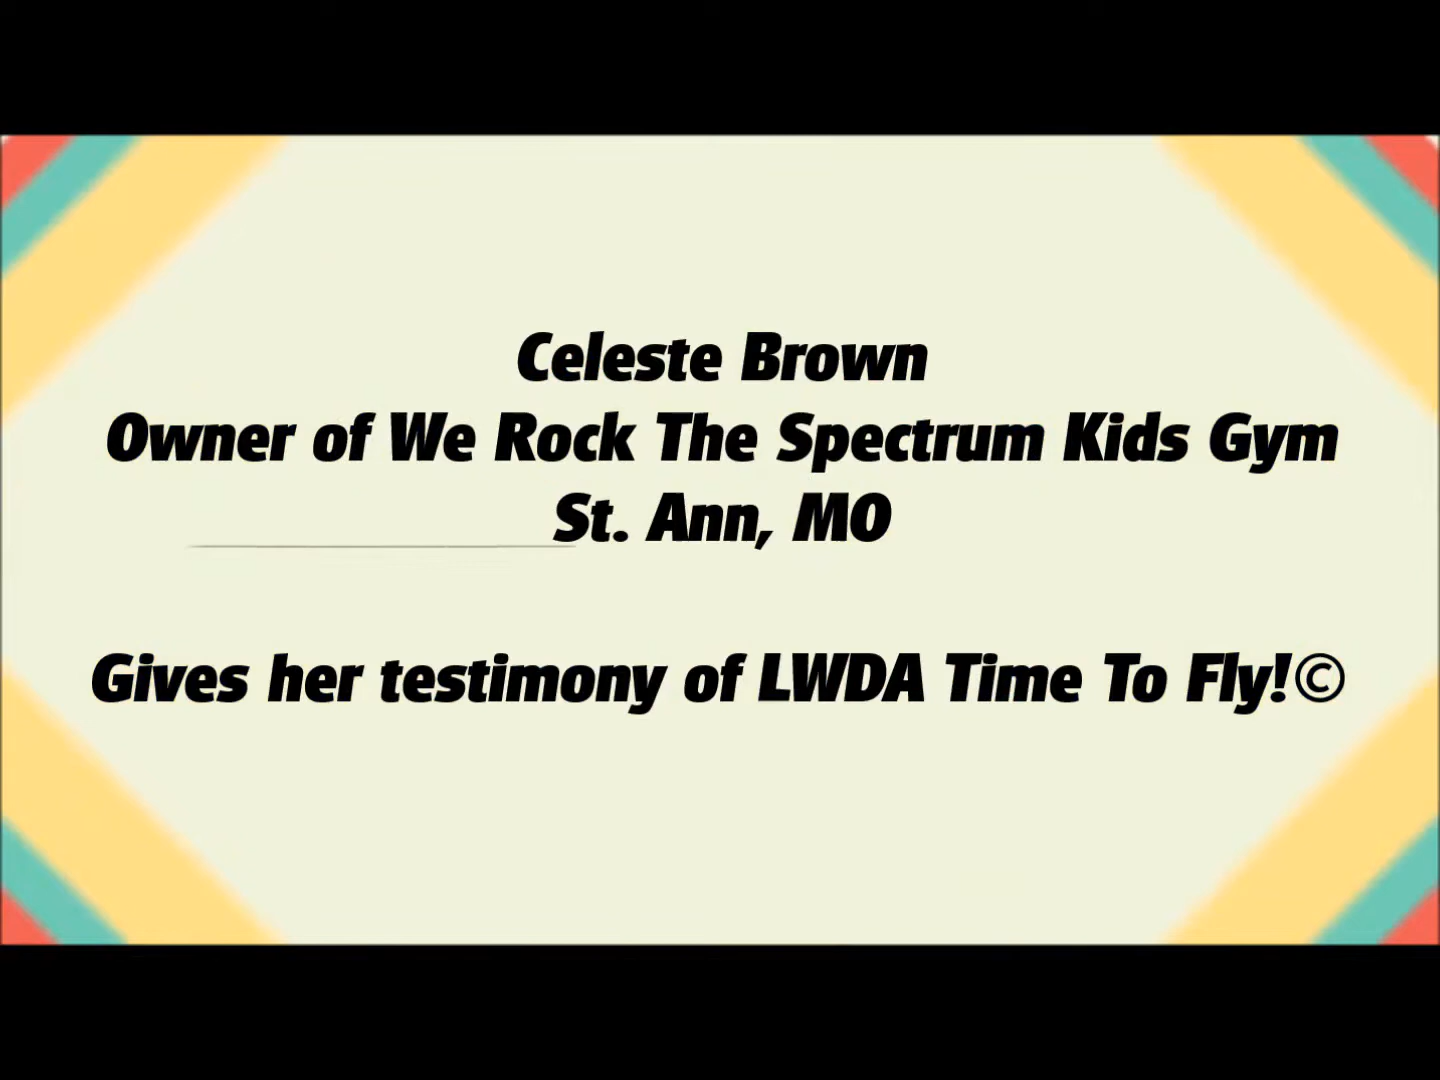 Celeste Brown
Owner of We Rock The Spectrum Kids Gym
St. Ann, MO
Gives her testimony of LWDA Time To Fly!©